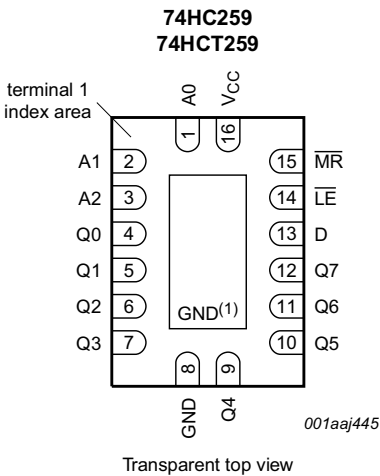 74HC259
74HCT259
terminal 1
index area
A0
VCC
1
16
A1 2
15 MR
A2 3
14 LE
Q0 4
13 D
Q1 5
12 Q7
Q2 6
11 Q6
GND(1)
Q3 7
10 Q5
8
9
GND
Q4
001aaj445
Transparent top view